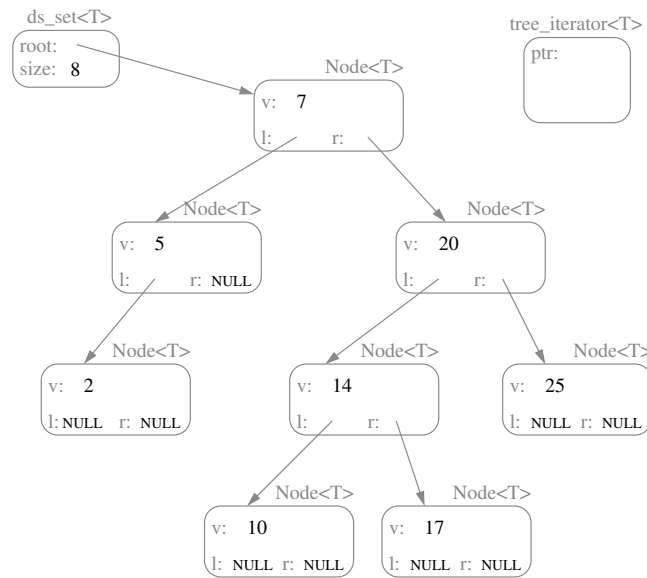 ds_set<T>
root:
size: 8
tree_iterator<T>
ptr:
Node<T>
v: 7
l: r:
Node<T>
v: 5
l: r: NULL
Node<T>
v: 20
l: r:
Node<T>
v: 2
l: NULL r: NULL
Node<T>
v: 14
l: r:
Node<T>
v: 25
l: NULL r: NULL
Node<T>
v: 10
l: NULL r: NULL
Node<T>
v: 17
l: NULL r: NULL